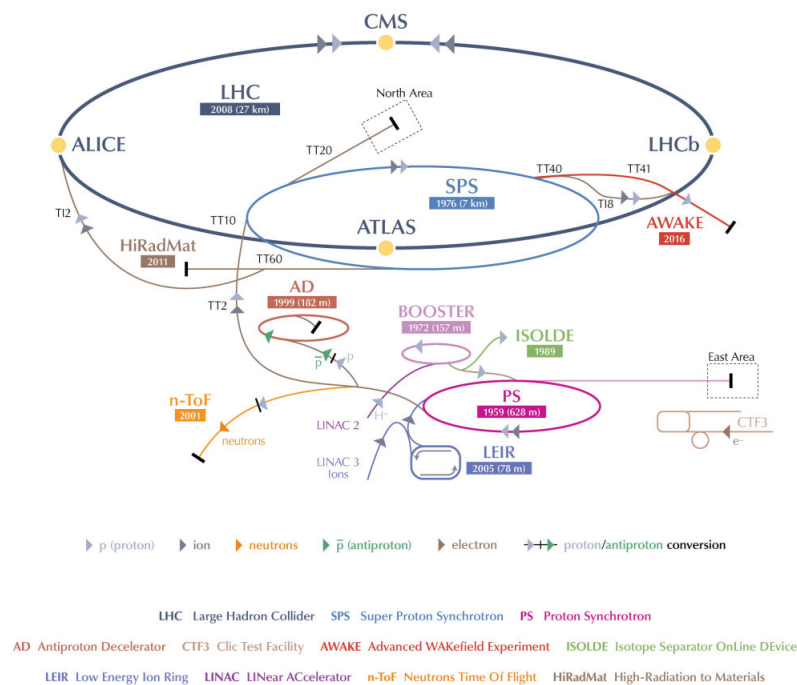 CMS
LHC
2008 (27 km)
North Area
ALICE
LHCb
TT20
TT40
TT41
SPS
1976 (7 km)
TI8
TI2
TT10
ATLAS
AWAKE
2016
HiRadMat
2011
TT60
AD
1999 (182 m)
TT2
BOOSTER
1972 (157 m)
ISOLDE
1989
p
p̅
East Area
n-ToF
2001
PS
1959 (628 m)
H⁺
LINAC 2
neutrons
CTF3
e⁻
LINAC 3
Ions
LEIR
2005 (78 m)
p (proton) ion neutrons p̅ (antiproton) electron proton/antiproton conversion
LHC Large Hadron Collider SPS Super Proton Synchrotron PS Proton Synchrotron
AD Antiproton Decelerator CTF3 Clic Test Facility AWAKE Advanced WAKefield Experiment ISOLDE Isotope Separator OnLine DEvice
LEIR Low Energy Ion Ring LINAC LINear ACcelerator n-ToF Neutrons Time Of Flight HiRadMat High-Radiation to Materials